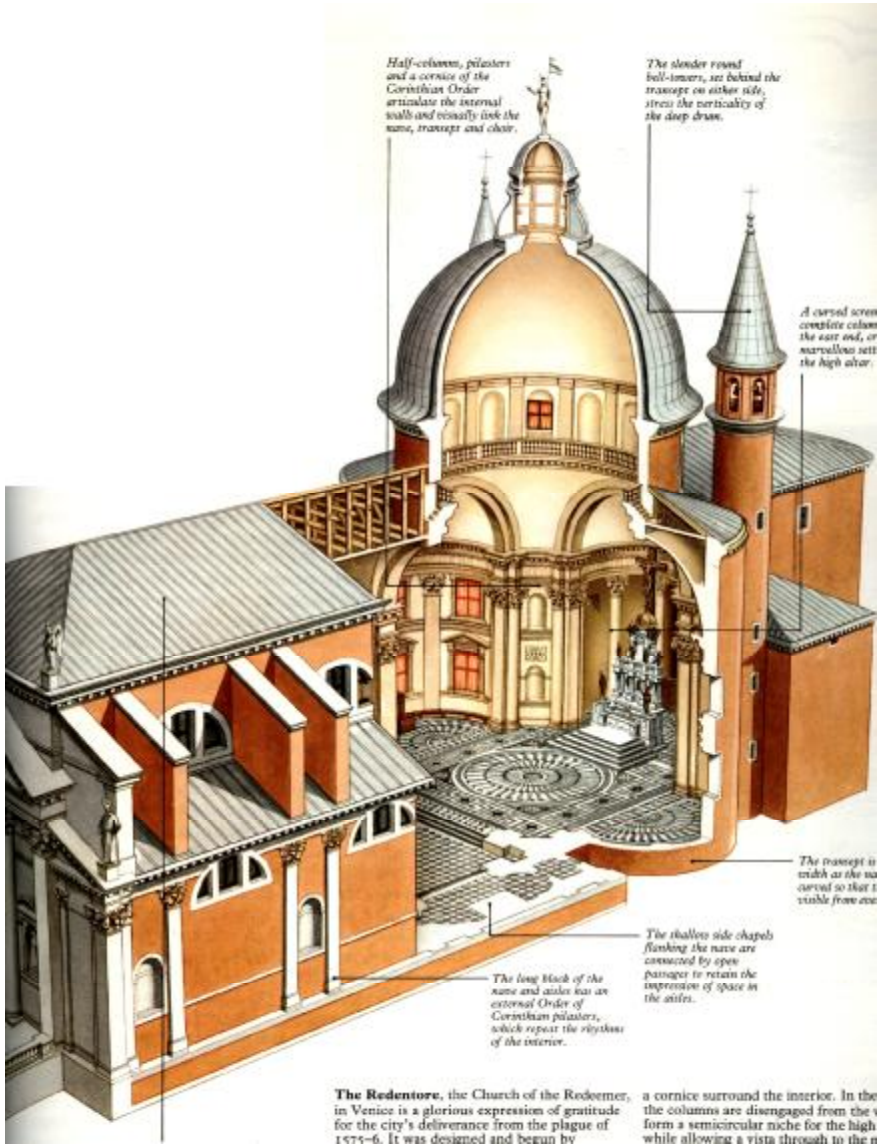 Half-columns, pilasters
and a cornice of the
Corinthian Order
articulate the internal
walls and visually link the
nave, transept and choir.
The slender round
bell-towers, set behind the
transept on either side,
stress the verticality of
the deep drum.
A curved screen
complete
the east end,
marvellous
the high altar.
The transept is
width as the
curved so that
visible from
The shallow side chapels
flanking the nave are
connected by open
passages to retain the
impression of space in
the aisles.
The long block of the
nave and aisles has an
external Order of
Corinthian pilasters,
which repeat the rhythms
of the interior.
The Redentore, the Church of the Redeemer,
in Venice is a glorious expression of gratitude
for the city's deliverance from the plague of
1575-6. It was designed and begun by
a cornice surround the interior. In the
the columns are disengaged from the
form a semicircular niche for the high
while allowing a view through to the